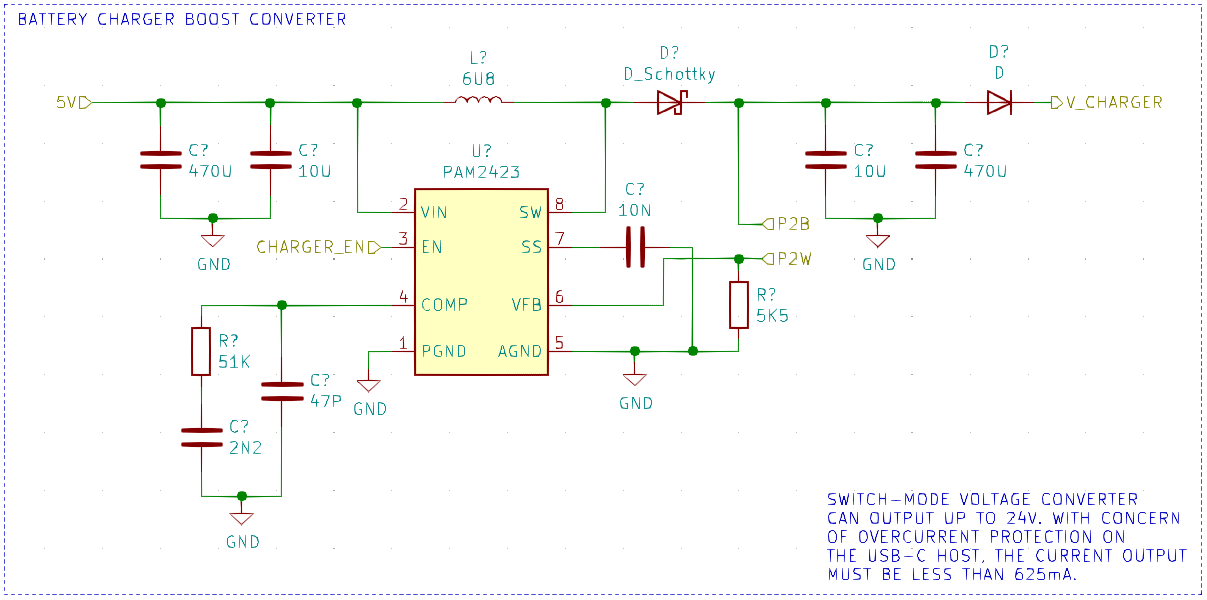 BATTERY CHARGER BOOST CONVERTER
L?
6U8
D?
D_Schottky
D?
D
5V
V_CHARGER
C?
470U
C?
10U
U?
PAM2423
C?
10N
C?
10U
C?
470U
2
VIN
SW
8
P2B
3
EN
SS
7
CHARGER_EN
P2W
GND
GND
4
COMP
VFB
6
R?
5K5
1
PGND
AGND
5
R?
51K
C?
47P
GND
GND
C?
2N2
GND
SWITCH-MODE VOLTAGE CONVERTER
CAN OUTPUT UP TO 24V. WITH CONCERN
OF OVERCURRENT PROTECTION ON
THE USB-C HOST, THE CURRENT OUTPUT
MUST BE LESS THAN 625mA.